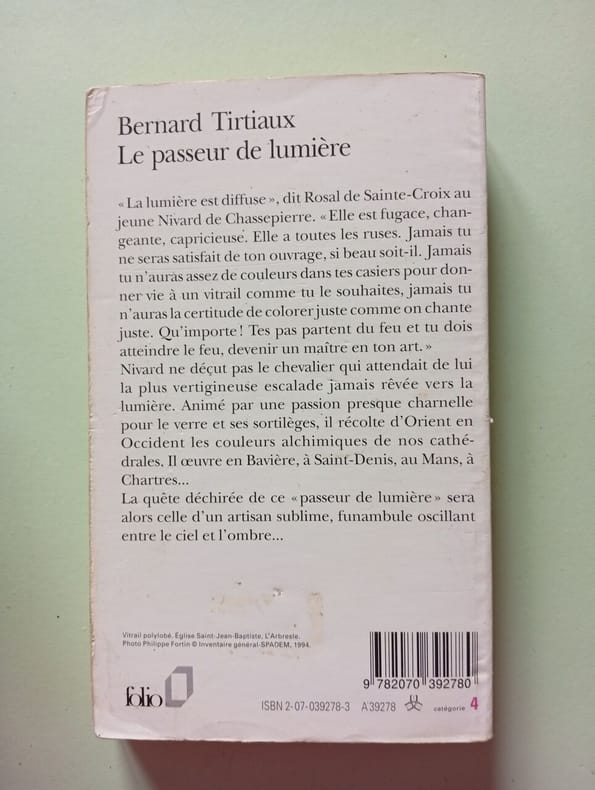 Bernard Tirtiaux
Le passeur de lumière
« La lumière est diffuse », dit Rosal de Sainte-Croix au
jeune Nivard de Chassepierre. « Elle est fugace, chan-
geante, capricieuse. Elle a toutes les ruses. Jamais tu
ne seras satisfait de ton ouvrage, si beau soit-il. Jamais
tu n'auras assez de couleurs dans tes casiers pour don-
ner vie à un vitrail comme tu le souhaites, jamais tu
n'auras la certitude de colorer juste comme on chante
juste. Qu'importe ! Tes pas partent du feu et tu dois
atteindre le feu, devenir un maître en ton art. »
Nivard ne déçut pas le chevalier qui attendait de lui
la plus vertigineuse escalade jamais rêvée vers la
lumière. Animé par une passion presque charnelle
pour le verre et ses sortilèges, il récolte d'Orient en
Occident les couleurs alchimiques de nos cathé-
drales. Il œuvre en Bavière, à Saint-Denis, au Mans, à
Chartres...
La quête déchirée de ce « passeur de lumière » sera
alors celle d'un artisan sublime, funambule oscillant
entre le ciel et l'ombre...
Vitrail polylobé. Église Saint-Jean-Baptiste, L'Arbresle.
Photo Philippe Fortin © Inventaire général-SPADEM, 1994.
9 782070 392780
folio
ISBN 2-07-039278-3 A 39278 catégorie 4